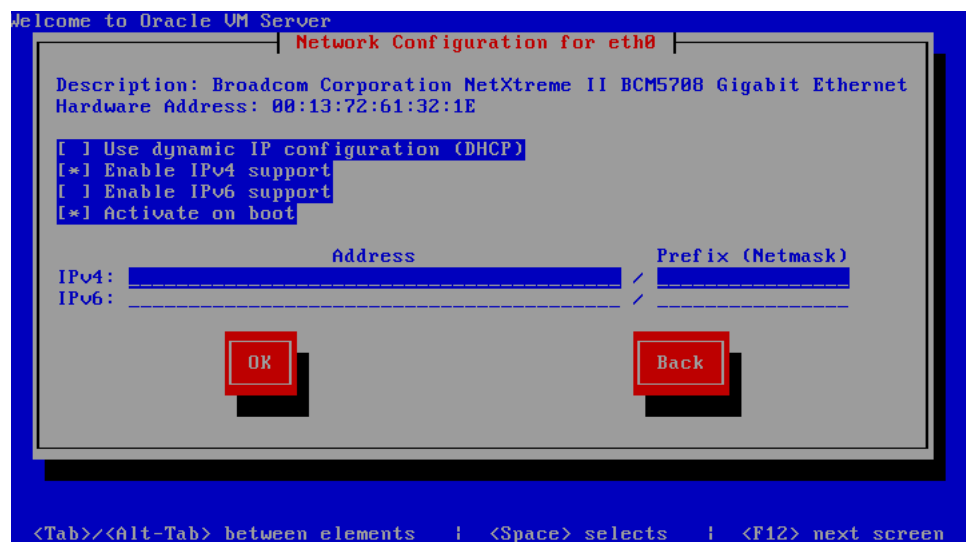 Welcome to Oracle VM Server
Network Configuration for eth0
Description: Broadcom Corporation NetXtreme II BCM5708 Gigabit Ethernet
Hardware Address: 00:13:72:61:32:1E
[ ] Use dynamic IP configuration (DHCP)
[*] Enable IPv4 support
[ ] Enable IPv6 support
[*] Activate on boot
Address Prefix (Netmask)
IPv4: /
IPv6: /
OK Back
<Tab>/<Alt-Tab> between elements | <Space> selects | <F12> next screen